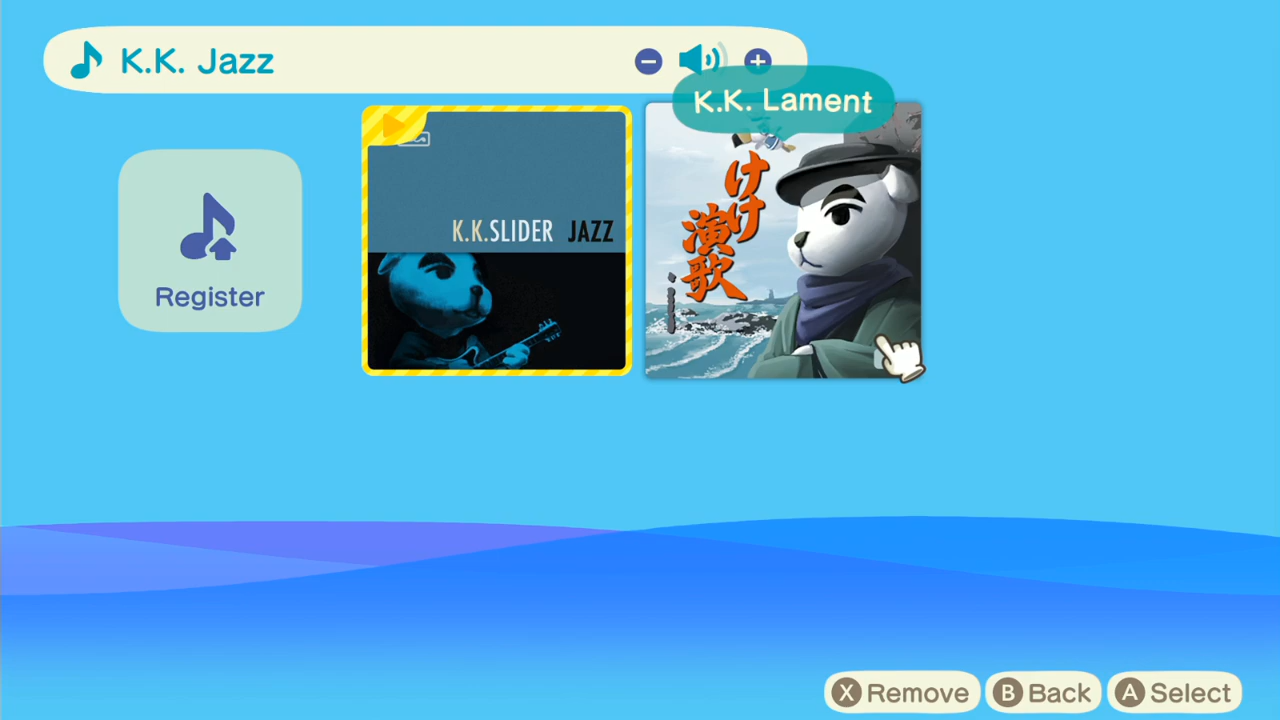 K.K. Jazz
K.K. Lament
Register
K.K.SLIDER JAZZ
けけ
演歌
X Remove
B Back
A Select